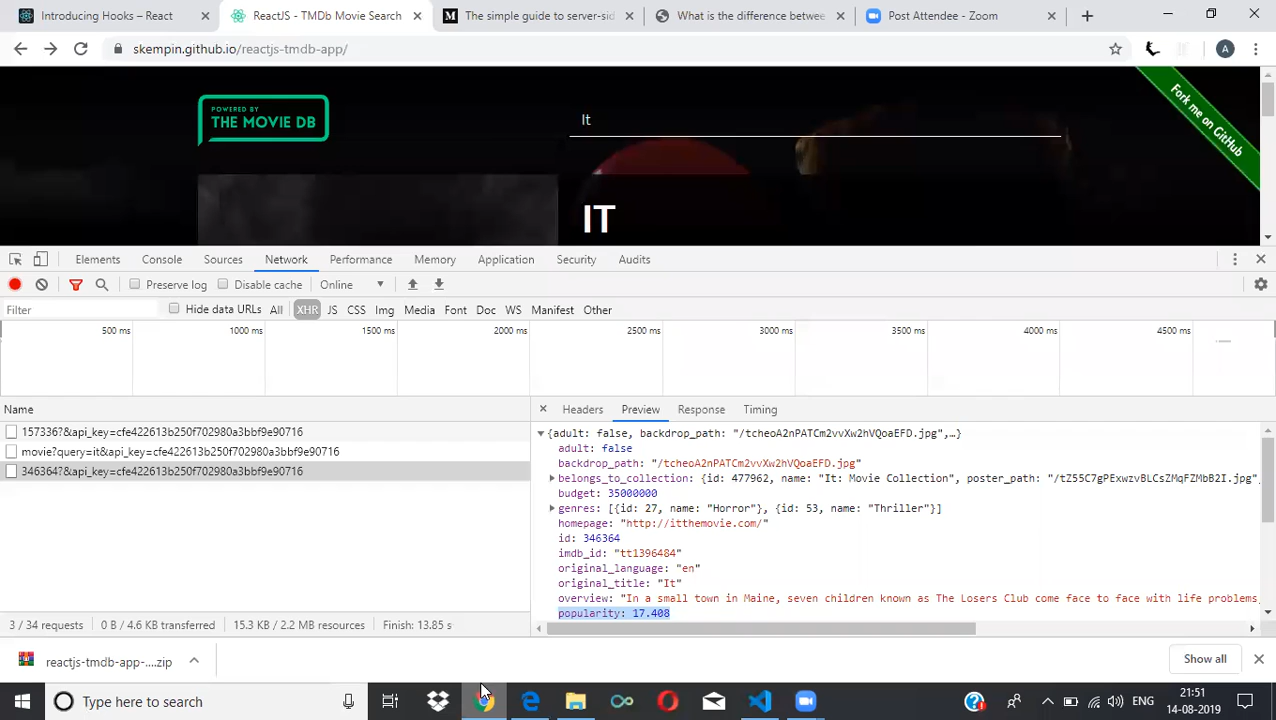 Introducing Hooks – React
ReactJS - TMDb Movie Search
The simple guide to server-sid
What is the difference betwee
Post Attendee - Zoom
skempin.github.io/reactjs-tmdb-app/
A
Fork me on GitHub
POWERED BY
THE MOVIE DB
It
IT
Elements
Console
Sources
Network
Performance
Memory
Application
Security
Audits
Preserve log
Disable cache
Online
Filter
Hide data URLs
All
XHR
JS
CSS
Img
Media
Font
Doc
WS
Manifest
Other
500 ms
1000 ms
1500 ms
2000 ms
2500 ms
3000 ms
3500 ms
4000 ms
4500 ms
Name
157336?&api_key=cfe422613b250f702980a3bbf9e90716
movie?query=it&api_key=cfe422613b250f702980a3bbf9e90716
346364?&api_key=cfe422613b250f702980a3bbf9e90716
Headers
Preview
Response
Timing
{adult: false, backdrop_path: "/tcheoA2nPATCm2vvXw2hVQoaEFD.jpg",…}
adult: false
backdrop_path: "/tcheoA2nPATCm2vvXw2hVQoaEFD.jpg"
belongs_to_collection: {id: 477962, name: "It: Movie Collection", poster_path: "/tZ55C7gPExwzvBLCsZMqFZMbB2I.jpg"
budget: 35000000
genres: [{id: 27, name: "Horror"}, {id: 53, name: "Thriller"}]
homepage: "http://itthemovie.com/"
id: 346364
imdb_id: "tt1396484"
original_language: "en"
original_title: "It"
overview: "In a small town in Maine, seven children known as The Losers Club come face to face with life problems,
popularity: 17.408
3 / 34 requests
0 B / 4.6 KB transferred
15.3 KB / 2.2 MB resources
Finish: 13.85 s
reactjs-tmdb-app-....zip
Show all
Type here to search
ENG
21:51
14-08-2019